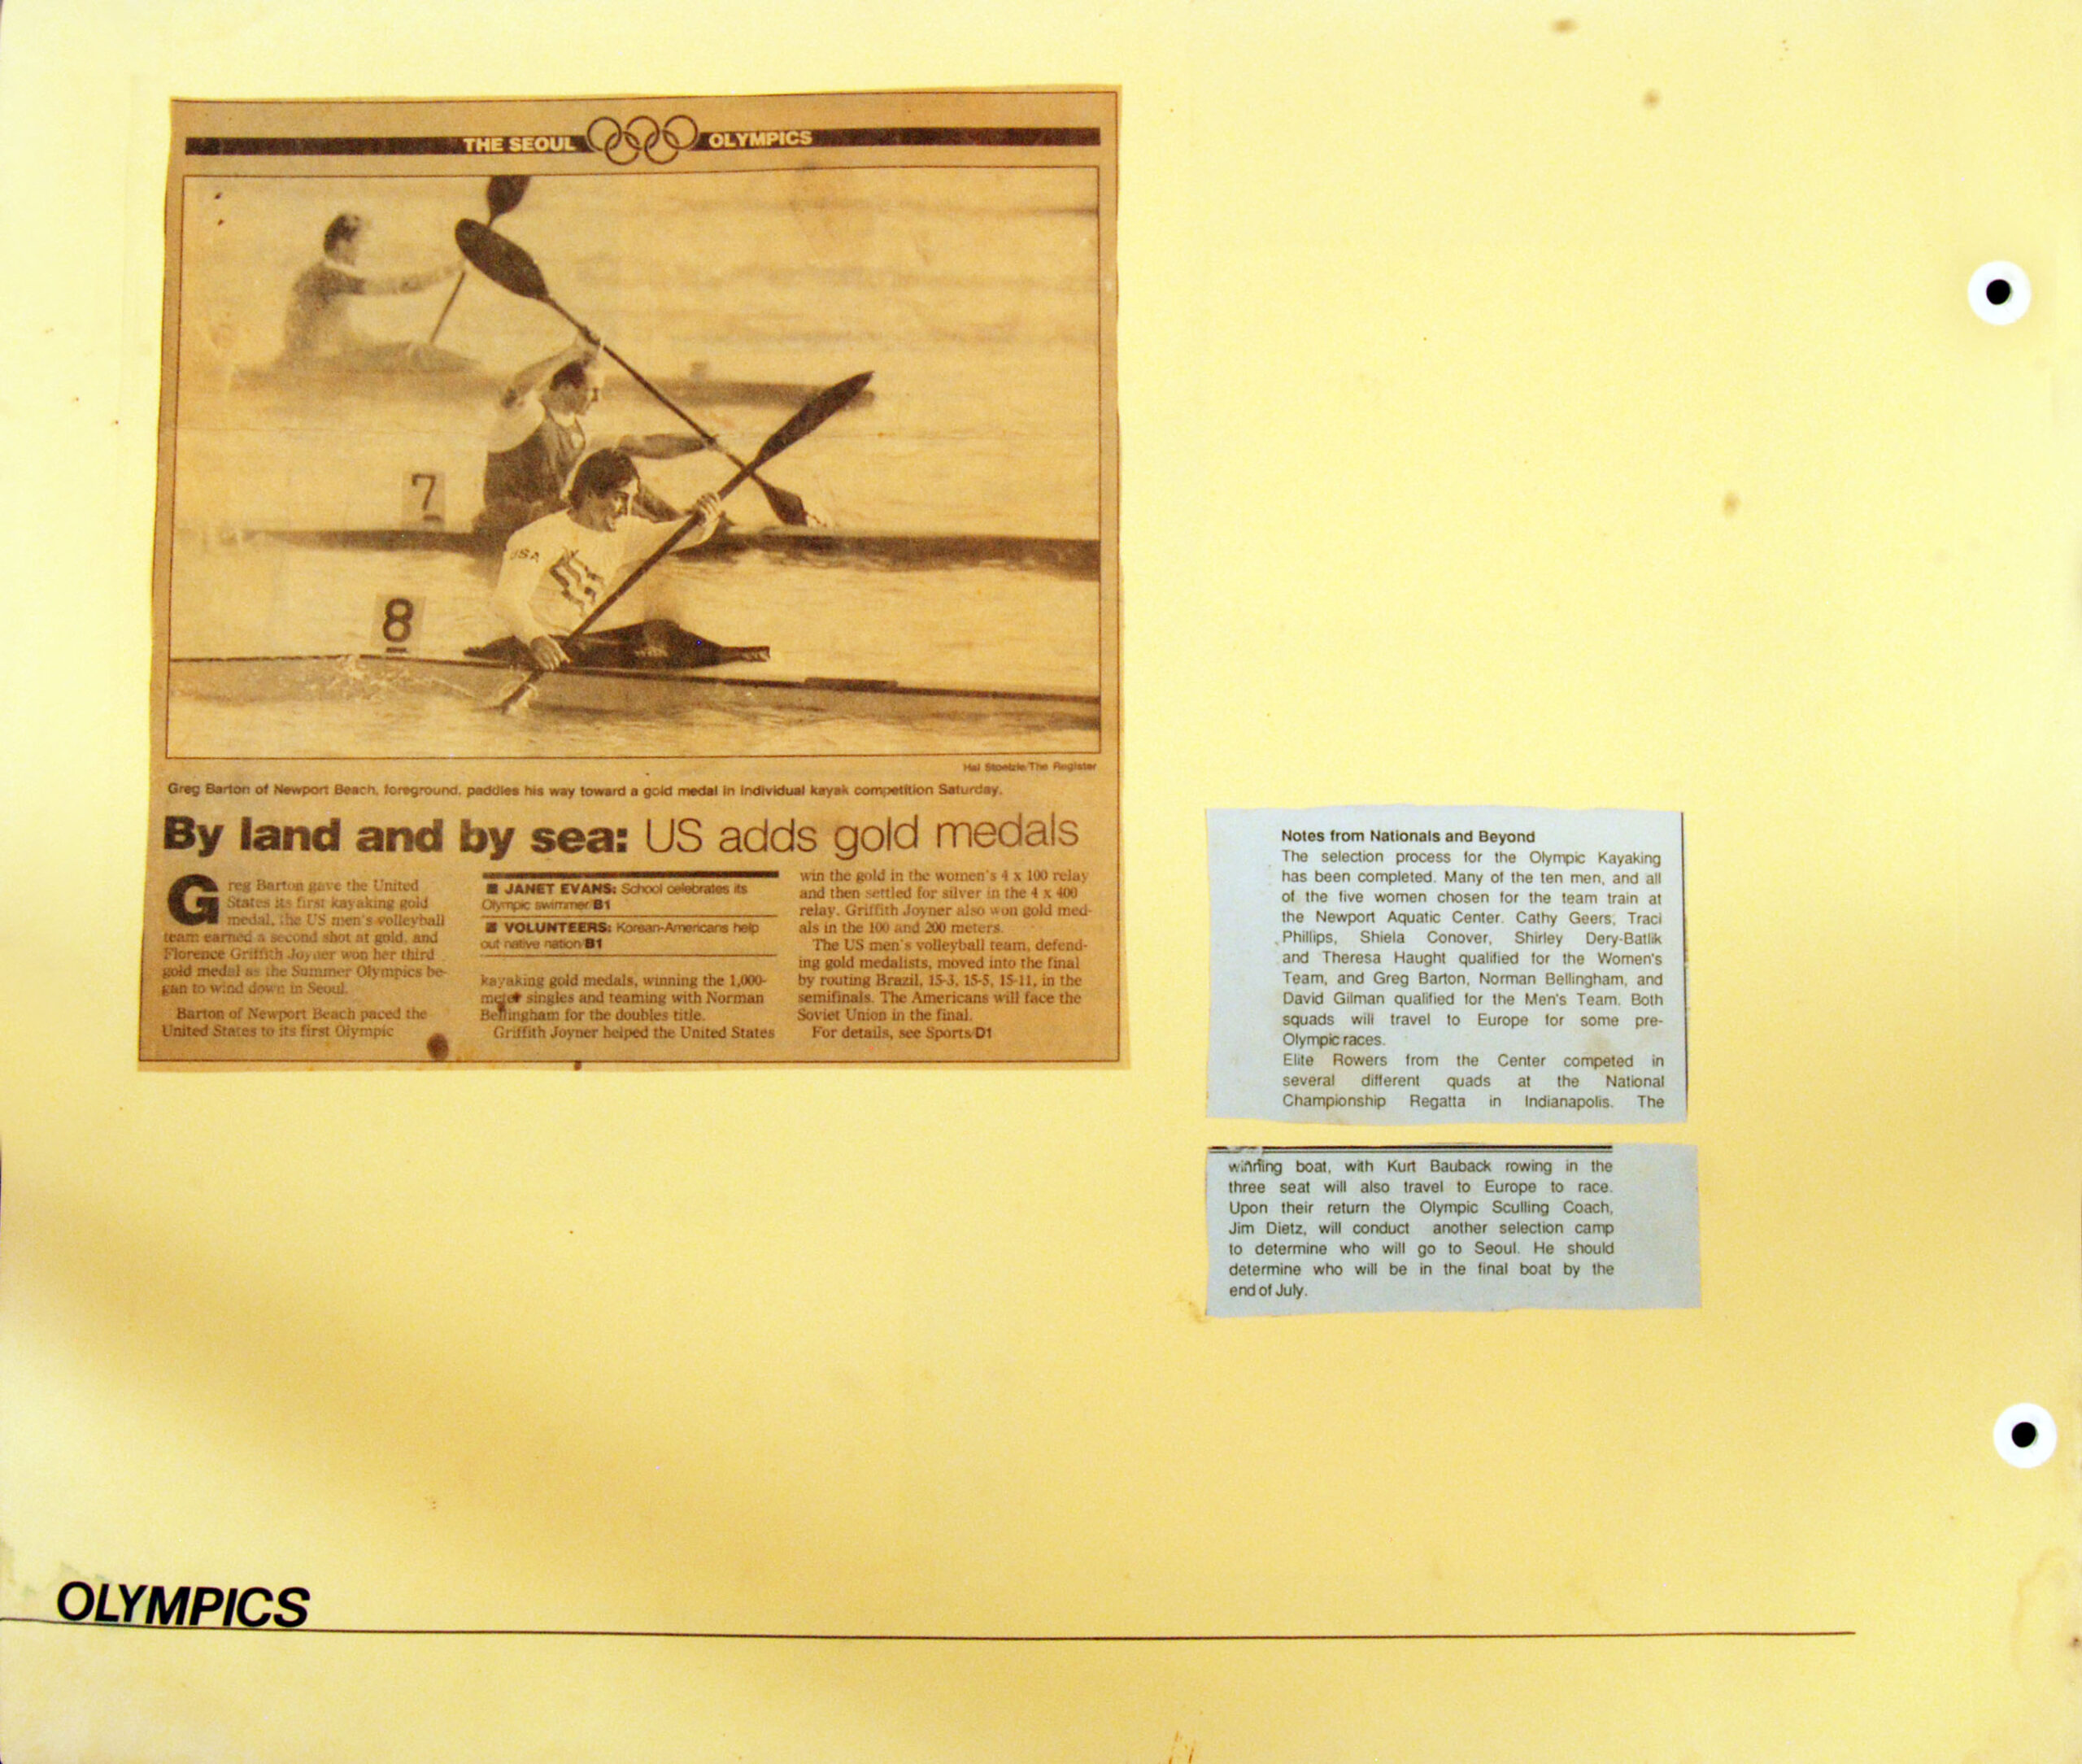 THE SEOUL OLYMPICS
7
USA
8
Hal Stoelzle/The Register
Greg Barton of Newport Beach, foreground, paddles his way toward a gold medal in individual kayak competition Saturday.
By land and by sea: US adds gold medals
Greg Barton gave the United
States its first kayaking gold
medal, the US men's volleyball
team earned a second shot at gold, and
Florence Griffith Joyner won her third
gold medal as the Summer Olympics be-
gan to wind down in Seoul.
Barton of Newport Beach paced the
United States to its first Olympic
■ JANET EVANS: School celebrates its
Olympic swimmer/B1
■ VOLUNTEERS: Korean-Americans help
out native nation/B1
kayaking gold medals, winning the 1,000-
meter singles and teaming with Norman
Bellingham for the doubles title.
Griffith Joyner helped the United States
win the gold in the women's 4 x 100 relay
and then settled for silver in the 4 x 400
relay. Griffith Joyner also won gold med-
als in the 100 and 200 meters.
The US men's volleyball team, defend-
ing gold medalists, moved into the final
by routing Brazil, 15-3, 15-5, 15-11, in the
semifinals. The Americans will face the
Soviet Union in the final.
For details, see Sports/D1
Notes from Nationals and Beyond
The selection process for the Olympic Kayaking
has been completed. Many of the ten men, and all
of the five women chosen for the team train at
the Newport Aquatic Center. Cathy Geers, Traci
Phillips, Shiela Conover, Shirley Dery-Batlik
and Theresa Haught qualified for the Women's
Team, and Greg Barton, Norman Bellingham, and
David Gilman qualified for the Men's Team. Both
squads will travel to Europe for some pre-
Olympic races.
Elite Rowers from the Center competed in
several different quads at the National
Championship Regatta in Indianapolis. The
winning boat, with Kurt Bauback rowing in the
three seat will also travel to Europe to race.
Upon their return the Olympic Sculling Coach,
Jim Dietz, will conduct another selection camp
to determine who will go to Seoul. He should
determine who will be in the final boat by the
end of July.
OLYMPICS